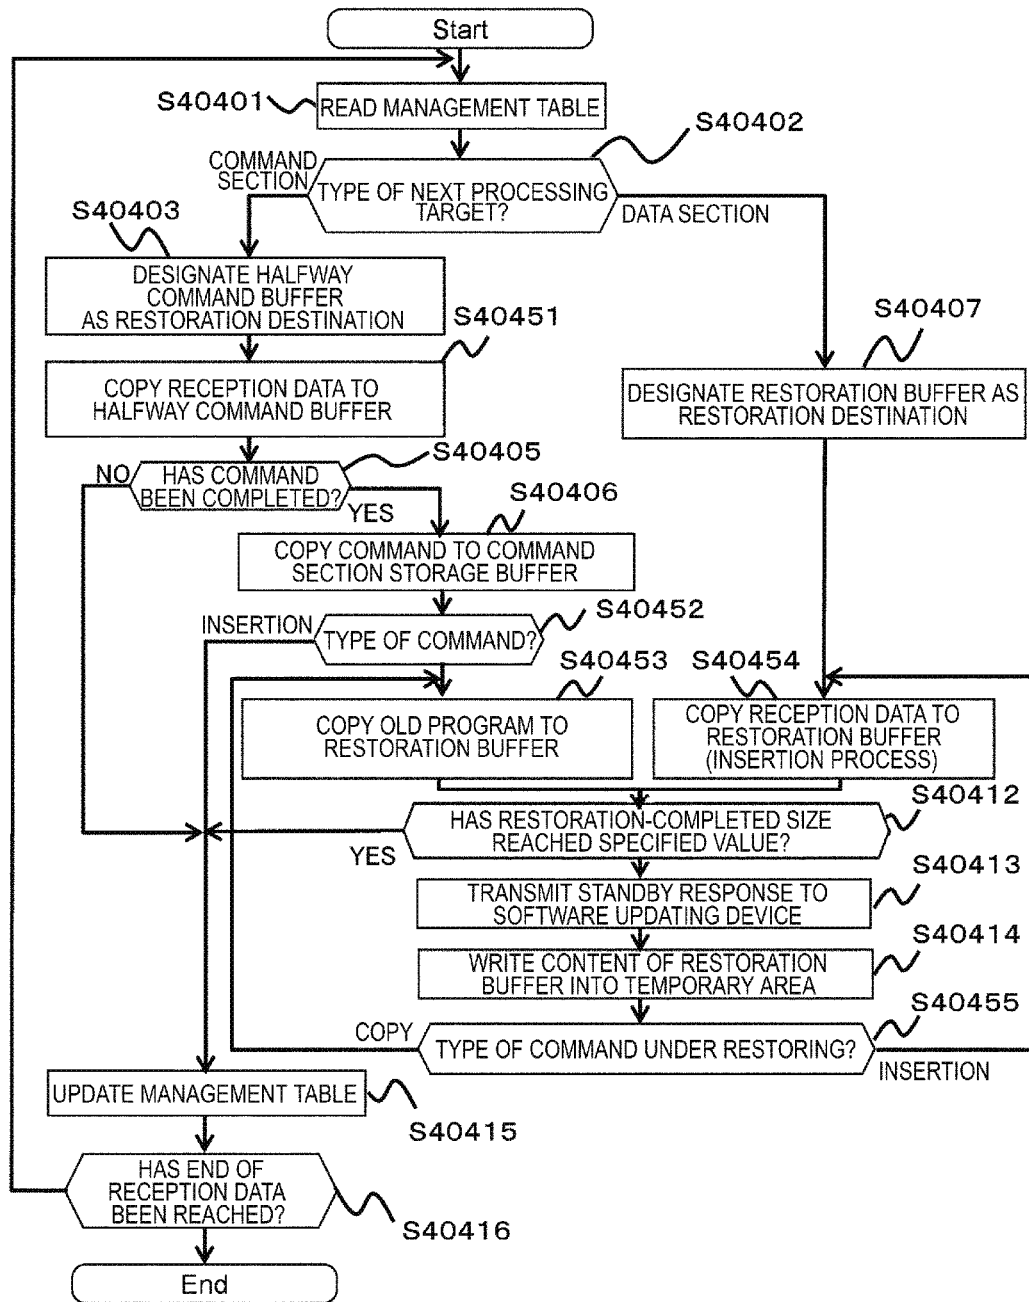 Start
S40401
READ MANAGEMENT TABLE
S40402
COMMAND
SECTION
TYPE OF NEXT PROCESSING
TARGET?
DATA SECTION
S40403
DESIGNATE HALFWAY
COMMAND BUFFER
AS RESTORATION DESTINATION
S40451
COPY RECEPTION DATA TO
HALFWAY COMMAND BUFFER
S40407
DESIGNATE RESTORATION BUFFER AS
RESTORATION DESTINATION
S40405
NO
HAS COMMAND
BEEN COMPLETED?
YES
S40406
COPY COMMAND TO COMMAND
SECTION STORAGE BUFFER
S40452
INSERTION
TYPE OF COMMAND?
S40453
COPY OLD PROGRAM TO
RESTORATION BUFFER
S40454
COPY RECEPTION DATA TO
RESTORATION BUFFER
(INSERTION PROCESS)
S40412
HAS RESTORATION-COMPLETED SIZE
REACHED SPECIFIED VALUE?
YES
S40413
TRANSMIT STANDBY RESPONSE TO
SOFTWARE UPDATING DEVICE
S40414
WRITE CONTENT OF RESTORATION
BUFFER INTO TEMPORARY AREA
S40455
COPY
TYPE OF COMMAND UNDER RESTORING?
INSERTION
UPDATE MANAGEMENT TABLE
S40415
HAS END OF
RECEPTION DATA
BEEN REACHED?
S40416
End